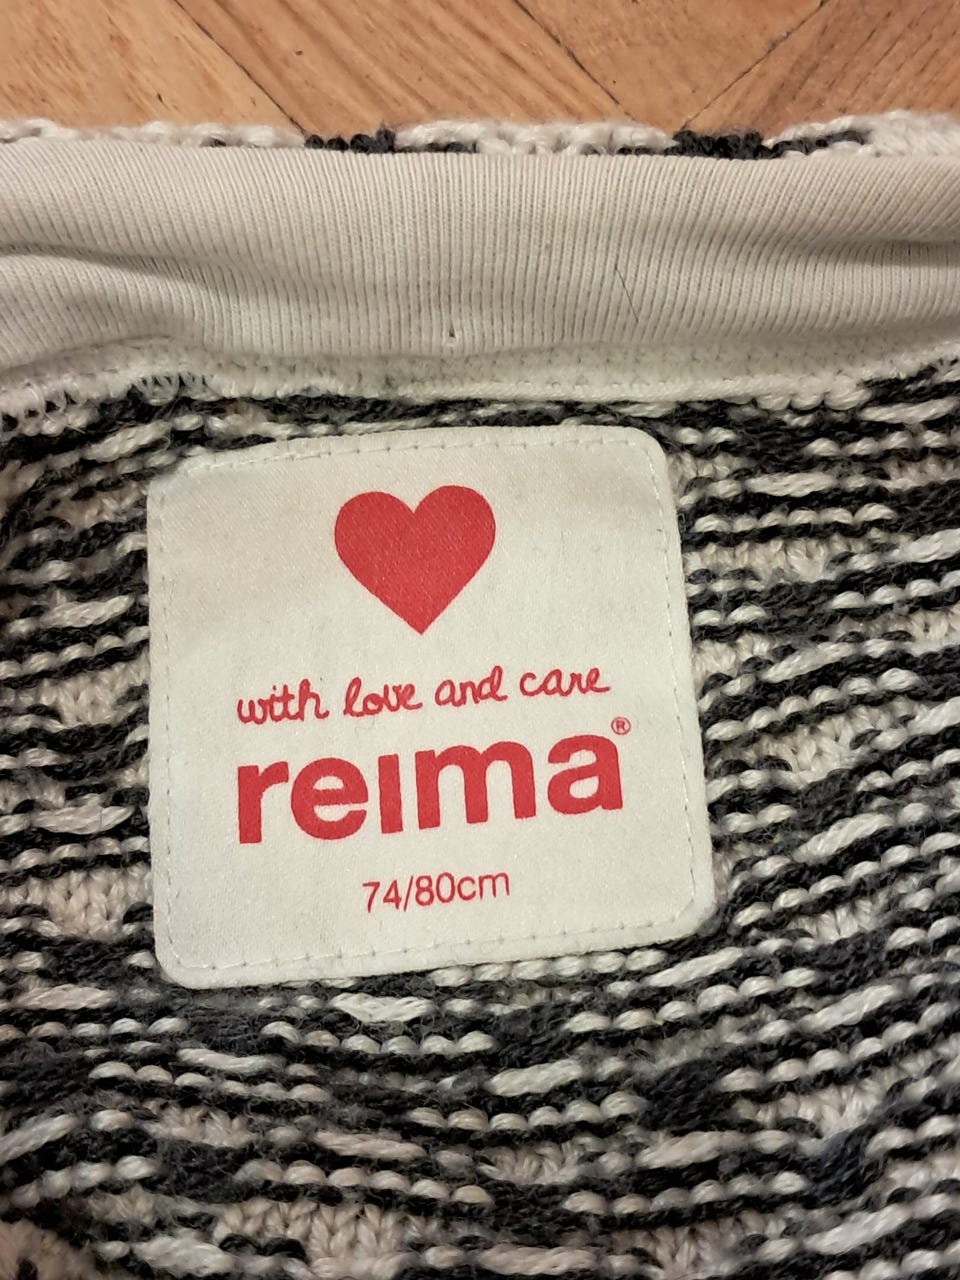 with love and care
reima®
74/80cm